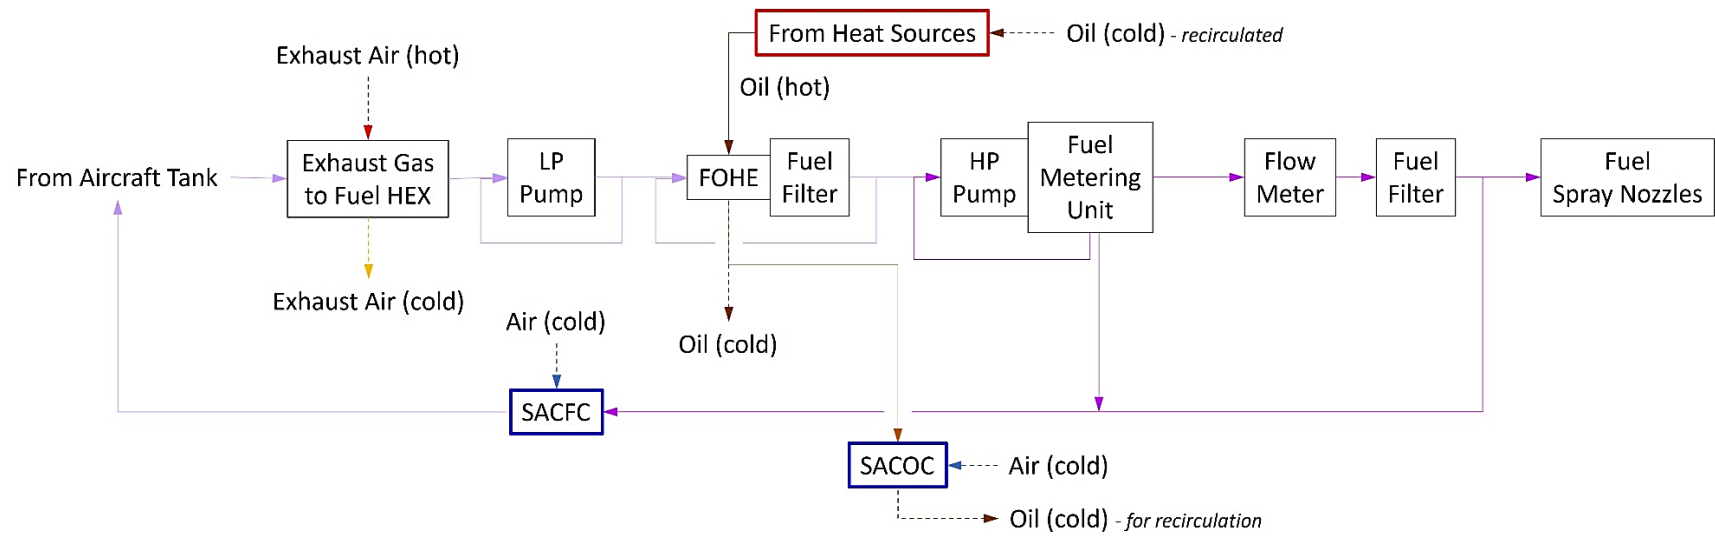 From Heat Sources
Oil (cold) - recirculated
Exhaust Air (hot)
Oil (hot)
From Aircraft Tank
Exhaust Gas
to Fuel HEX
LP
Pump
FOHE
Fuel
Filter
HP
Pump
Fuel
Metering
Unit
Flow
Meter
Fuel
Filter
Fuel
Spray Nozzles
Exhaust Air (cold)
Air (cold)
Oil (cold)
SACFC
SACOC
Air (cold)
Oil (cold) - for recirculation